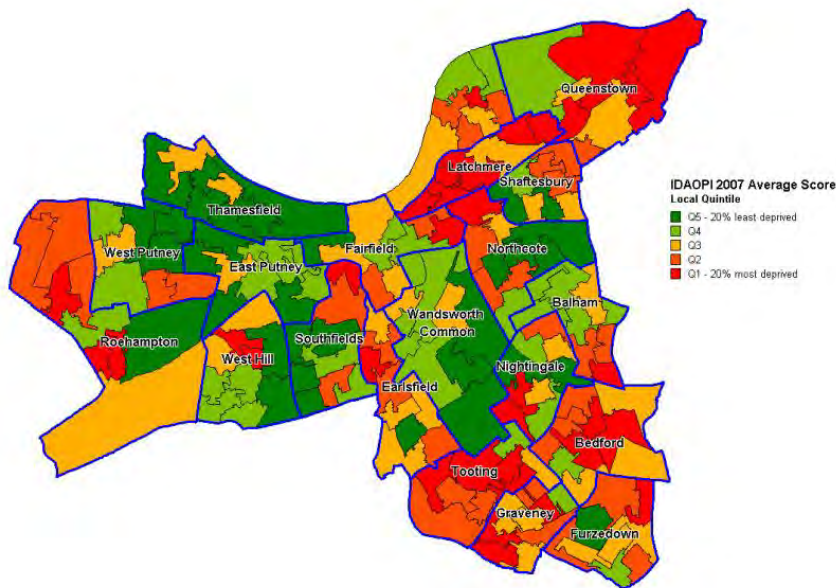 Queenstown
Latchmere
Shaftesbury
Thamesfield
West Putney
East Putney
Fairfield
Northcote
Balham
Wandsworth
Common
Roehampton
West Hill
Southfields
Nightingale
Earlsfield
Bedford
Tooting
Graveney
Furzedown
IDAOPI 2007 Average Score
Local Quintile
Q5 - 20% least deprived
Q4
Q3
Q2
Q1 - 20% most deprived